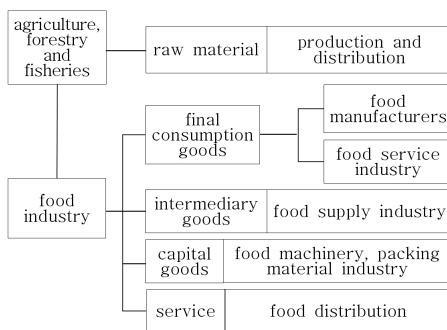 agriculture,
forestry
and
fisheries
raw material
production and
distribution
final
consumption
goods
food
manufacturers
food service
industry
food
industry
intermediary
goods
food supply industry
capital
goods
food machinery, packing
material industry
service
food distribution